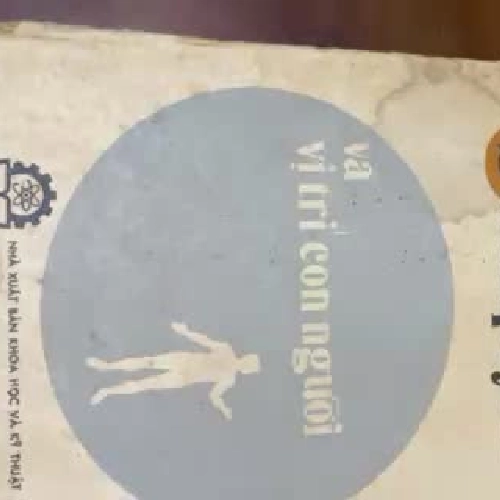 và
vị trí con người
NHÀ XUẤT BẢN KHOA HỌC VÀ KỸ THUẬT